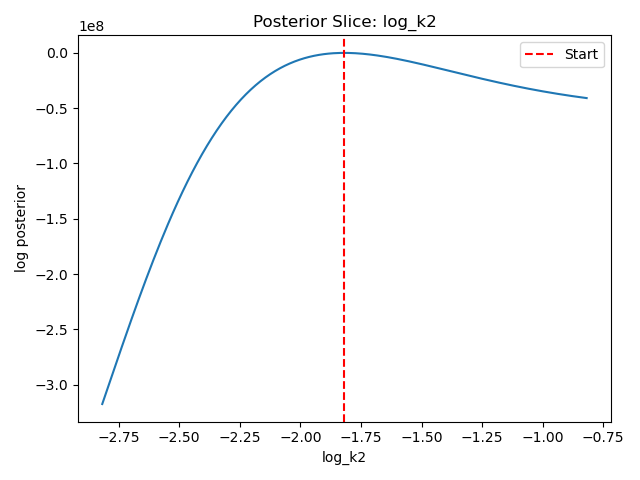 Posterior Slice: log_k2
1e8
Start
0.0
−0.5
−1.0
−1.5
−2.0
−2.5
−3.0
log posterior
−2.75 −2.50 −2.25 −2.00 −1.75 −1.50 −1.25 −1.00 −0.75
log_k2